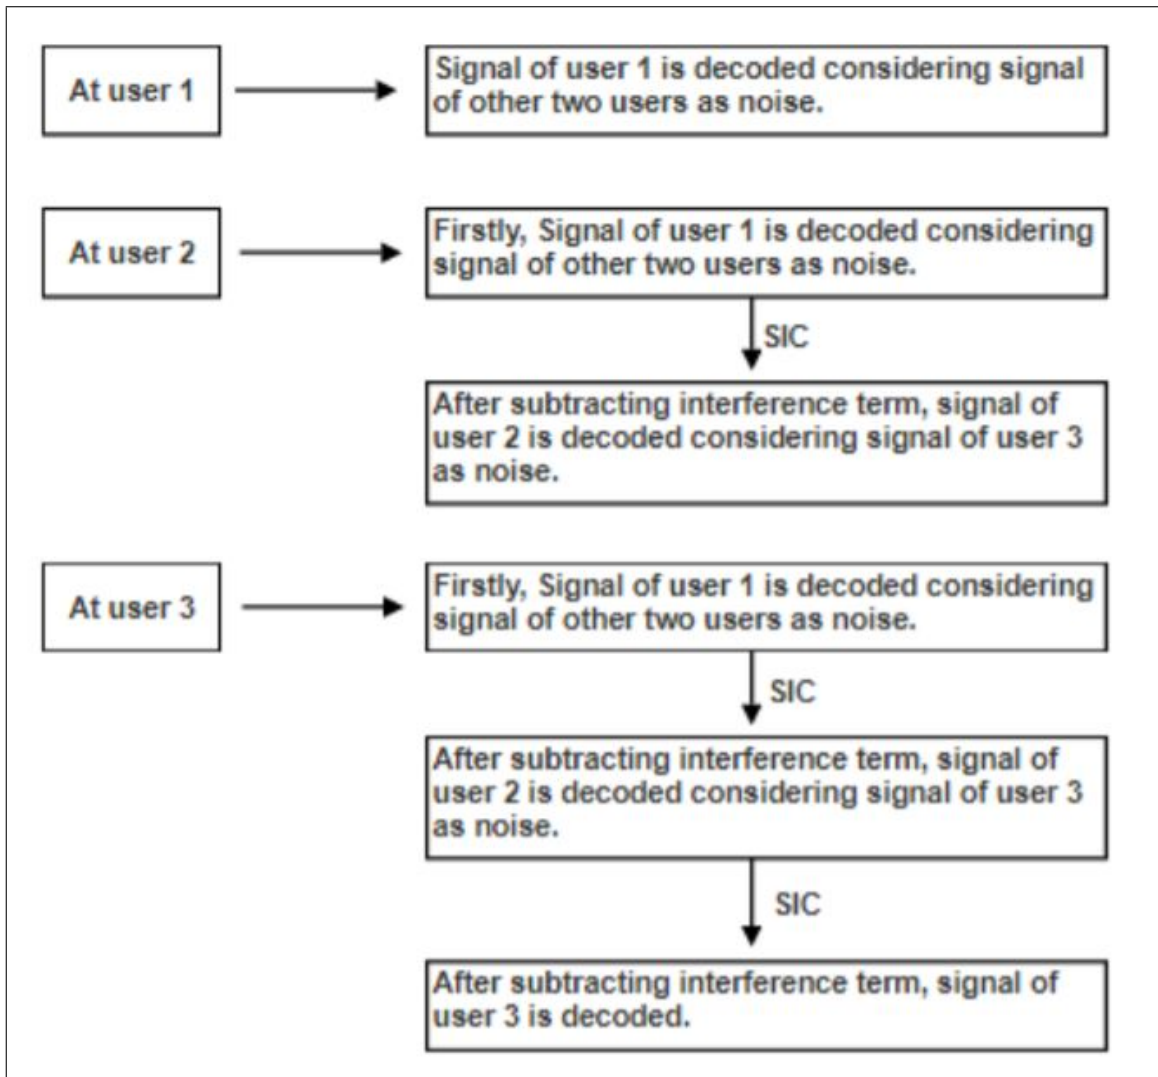 At user 1
Signal of user 1 is decoded considering signal
of other two users as noise.
At user 2
Firstly, Signal of user 1 is decoded considering
signal of other two users as noise.
SIC
After subtracting interference term, signal of
user 2 is decoded considering signal of user 3
as noise.
At user 3
Firstly, Signal of user 1 is decoded considering
signal of other two users as noise.
SIC
After subtracting interference term, signal of
user 2 is decoded considering signal of user 3
as noise.
SIC
After subtracting interference term, signal of
user 3 is decoded.